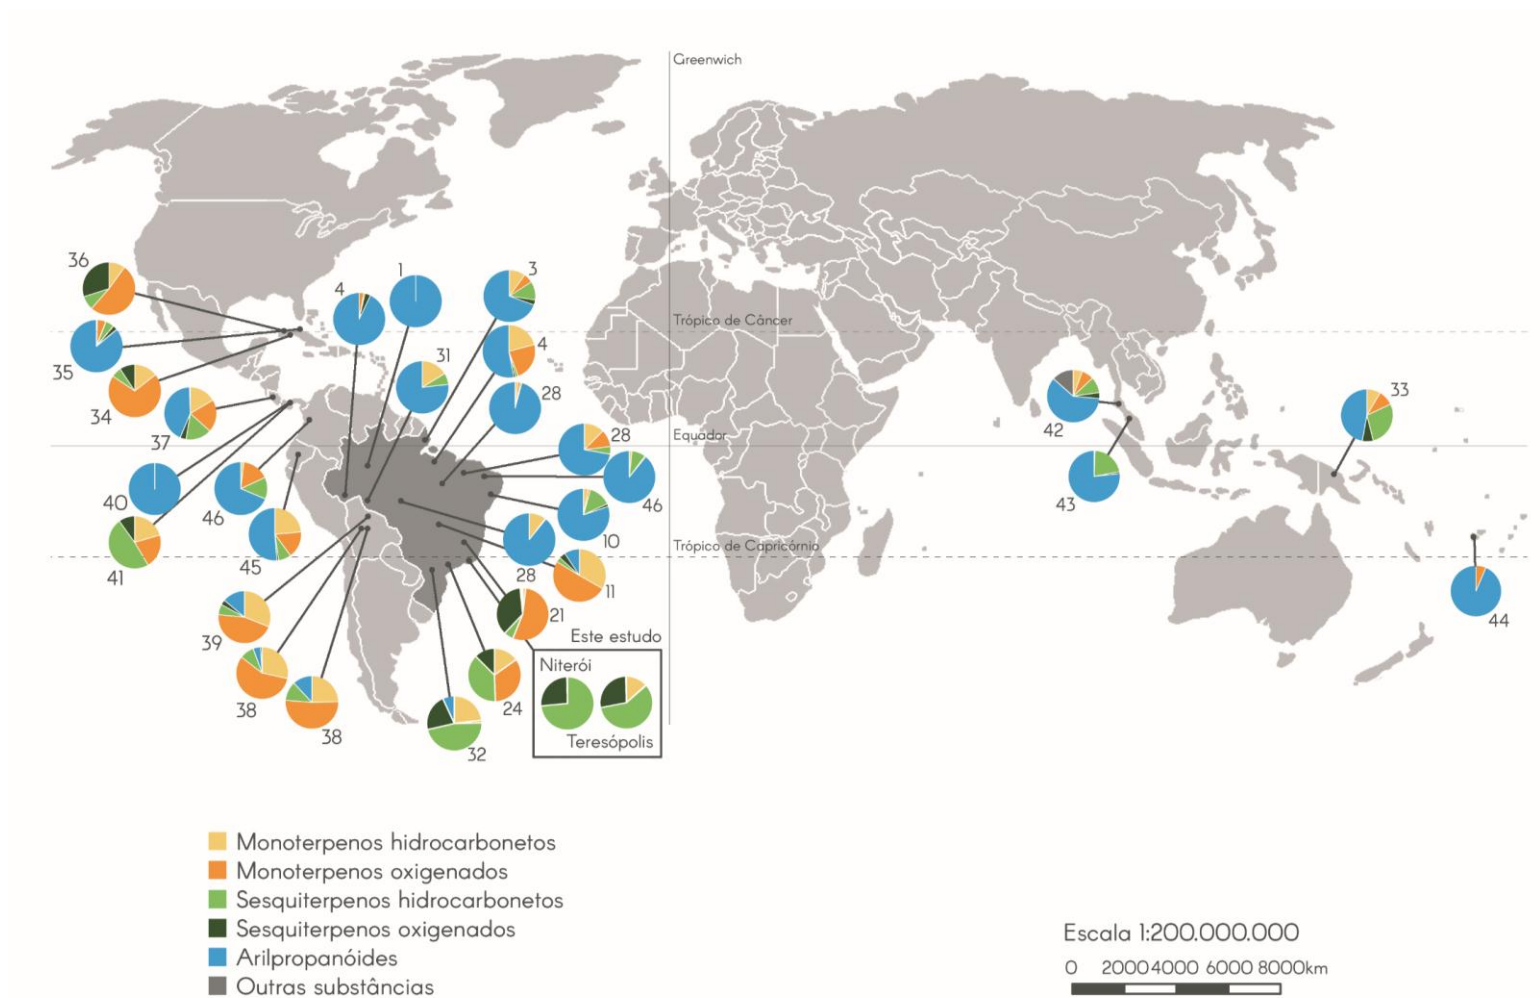 Greenwich
36
1
4
3
Trópico de Câncer
35
31
4
34
28
33
37
Equador
28
42
40
46
46
43
10
Trópico de Capricórnio
41
45
28
11
21
44
39
Este estudo
Niterói
38
24
Teresópolis
38
32
Monoterpenos hidrocarbonetos
Monoterpenos oxigenados
Sesquiterpenos hidrocarbonetos
Sesquiterpenos oxigenados
Arilpropanóides
Outras substâncias
Escala 1:200.000.000
0 2000 4000 6000 8000km